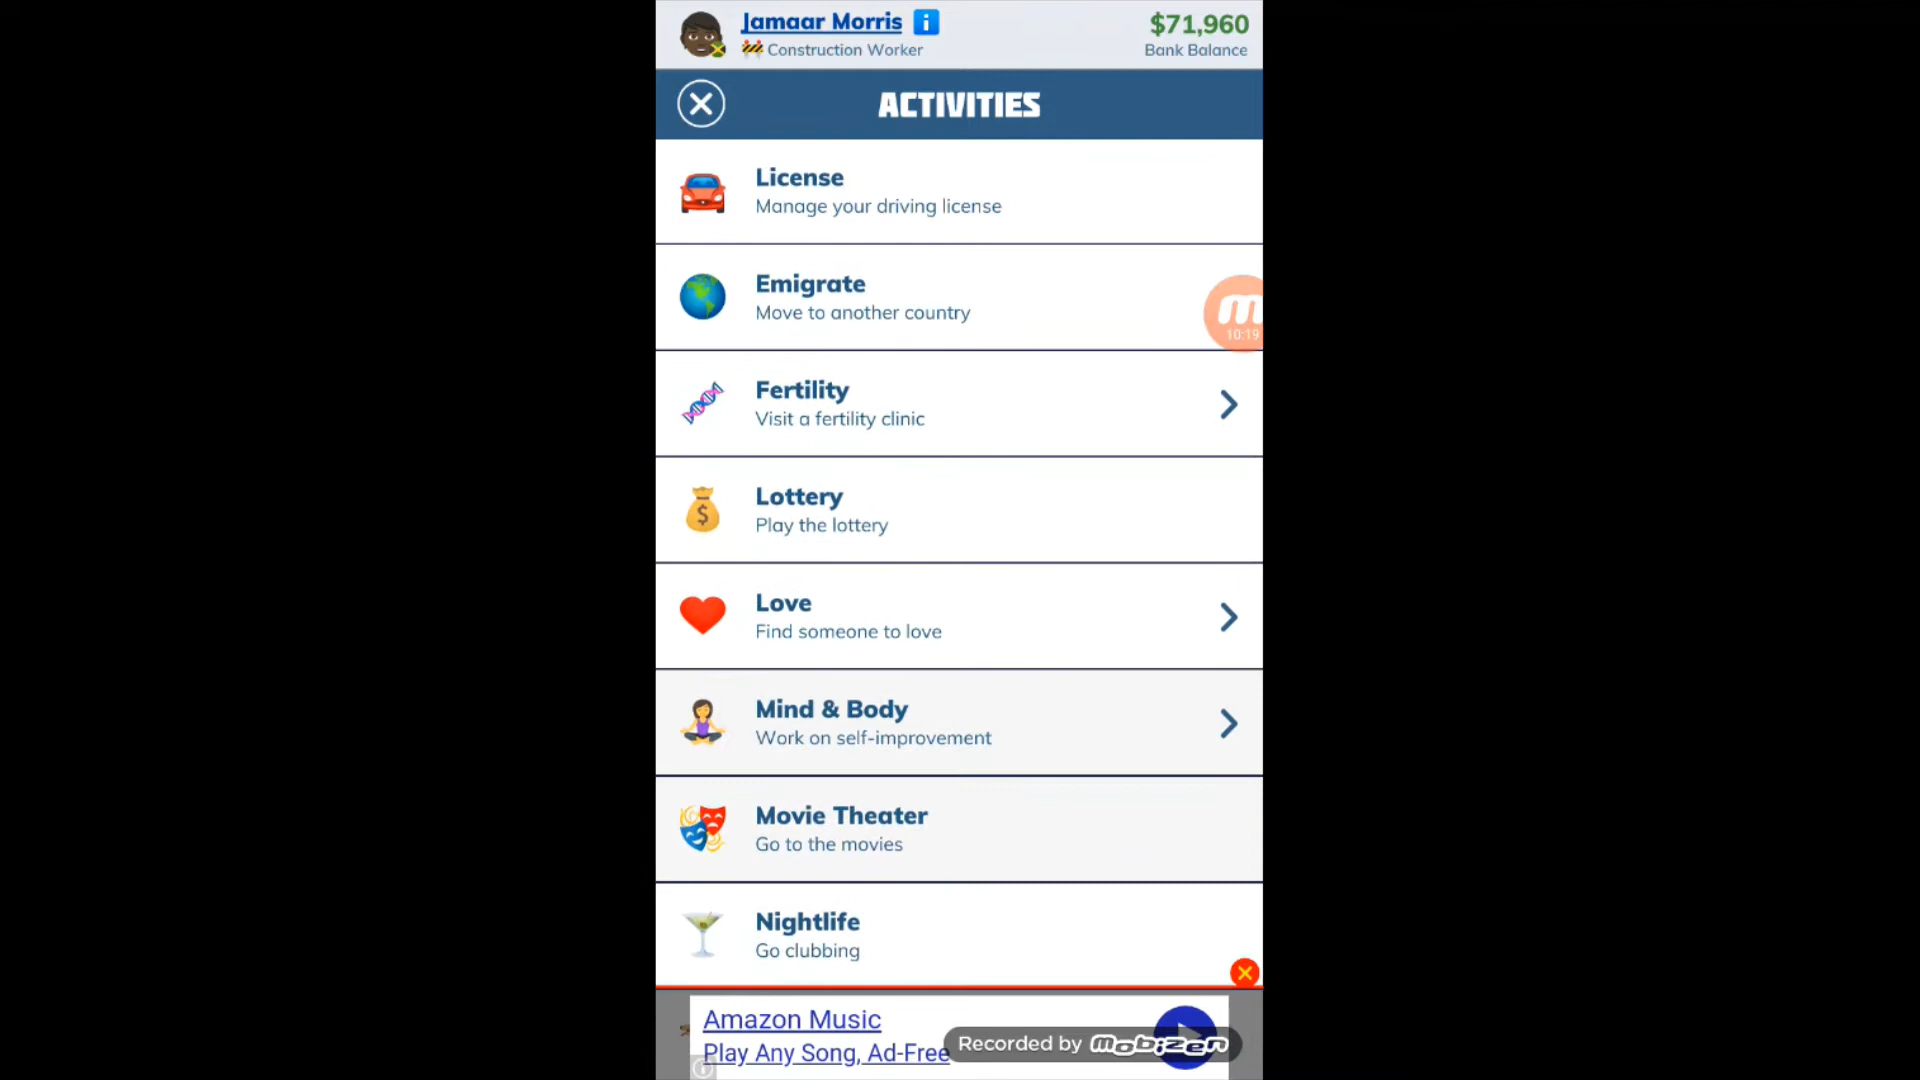 Jamaar Morris i
Construction Worker
$71,960
Bank Balance
ACTIVITIES
License
Manage your driving license
Emigrate
Move to another country
10:19
Fertility
Visit a fertility clinic
Lottery
Play the lottery
Love
Find someone to love
Mind & Body
Work on self-improvement
Movie Theater
Go to the movies
Nightlife
Go clubbing
Amazon Music
Play Any Song, Ad-Free
Recorded by mobizen